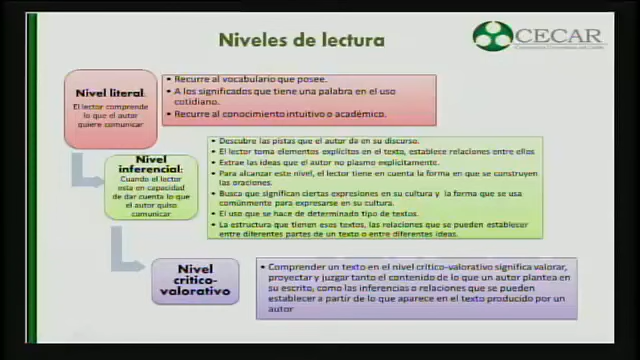 Niveles de lectura
CECAR
Nivel literal:
El lector comprende
lo que el autor
quiere comunicar
• Recurre al vocabulario que posee.
• A los significados que tiene una palabra en el uso
cotidiano.
• Recurre al conocimiento intuitivo o académico.
Nivel
inferencial:
Cuando el lector
esta en capacidad
de dar cuenta lo que
el autor quiso
comunicar
• Descubre las pistas que el autor da en su discurso.
• El lector toma elementos explícitos en el texto, establece relaciones entre ellos
• Extrae las ideas que el autor no plasmo explícitamente.
• Para alcanzar este nivel, el lector tiene en cuenta la forma en que se construyen
las oraciones.
• Busca que significan ciertas expresiones en su cultura y la forma que se usa
comúnmente para expresarse en su cultura.
• El uso que se hace de determinado tipo de textos.
• La estructura que tienen esos textos, las relaciones que se pueden establecer
entre diferentes partes de un texto o entre diferentes ideas.
Nivel
critico-
valorativo
• Comprender un texto en el nivel crítico-valorativo significa valorar,
proyectar y juzgar tanto el contenido de lo que un autor plantea en
su escrito, como las inferencias o relaciones que se pueden
establecer a partir de lo que aparece en el texto producido por un
autor